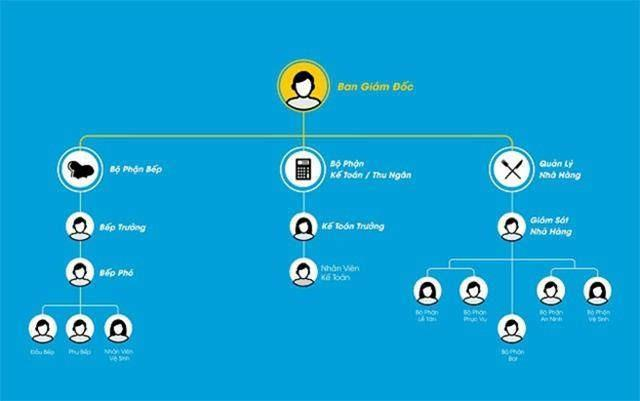 Ban Giám Đốc
Bộ Phận Bếp
Bộ Phận
Kế Toán / Thu Ngân
Quản Lý
Nhà Hàng
Bếp Trưởng
Kế Toán Trưởng
Giám Sát
Nhà Hàng
Bếp Phó
Nhân Viên
Kế Toán
Bộ Phận
Lễ Tân
Bộ Phận
Phục Vụ
Bộ Phận
An Ninh
Bộ Phận
Vệ Sinh
Đầu Bếp
Phụ Bếp
Nhân Viên
Vệ Sinh
Bộ Phận
Bar